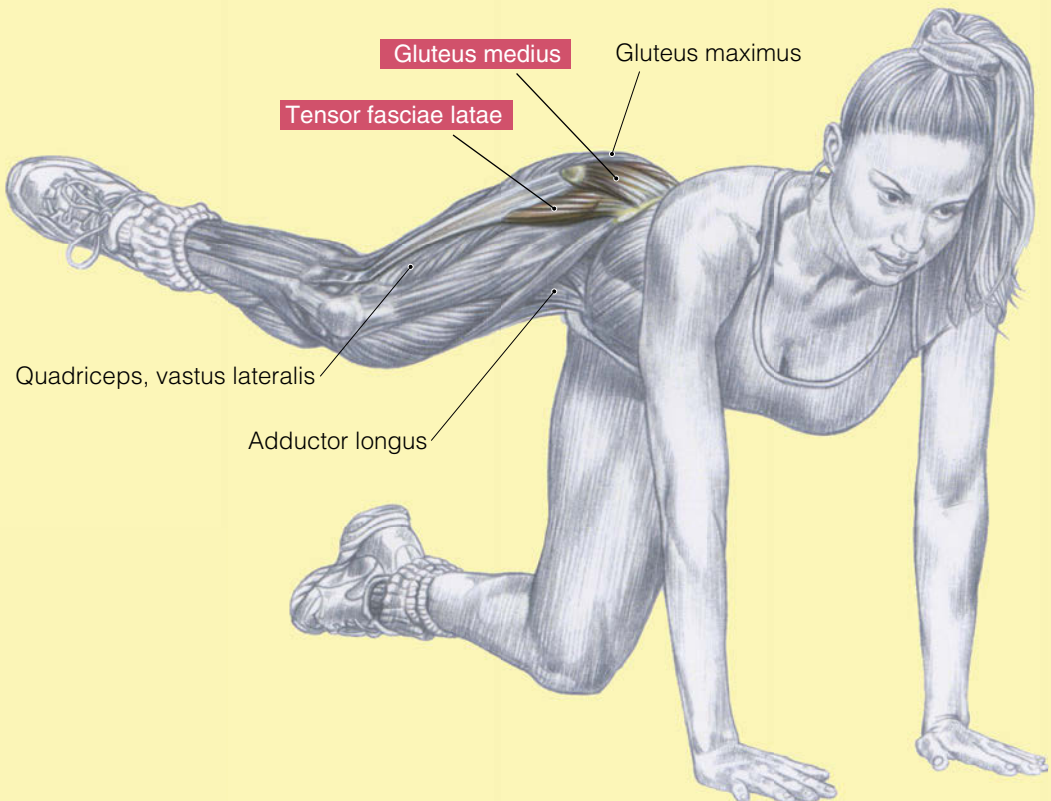 Gluteus medius
Gluteus maximus
Tensor fasciae latae
Quadriceps, vastus lateralis
Adductor longus